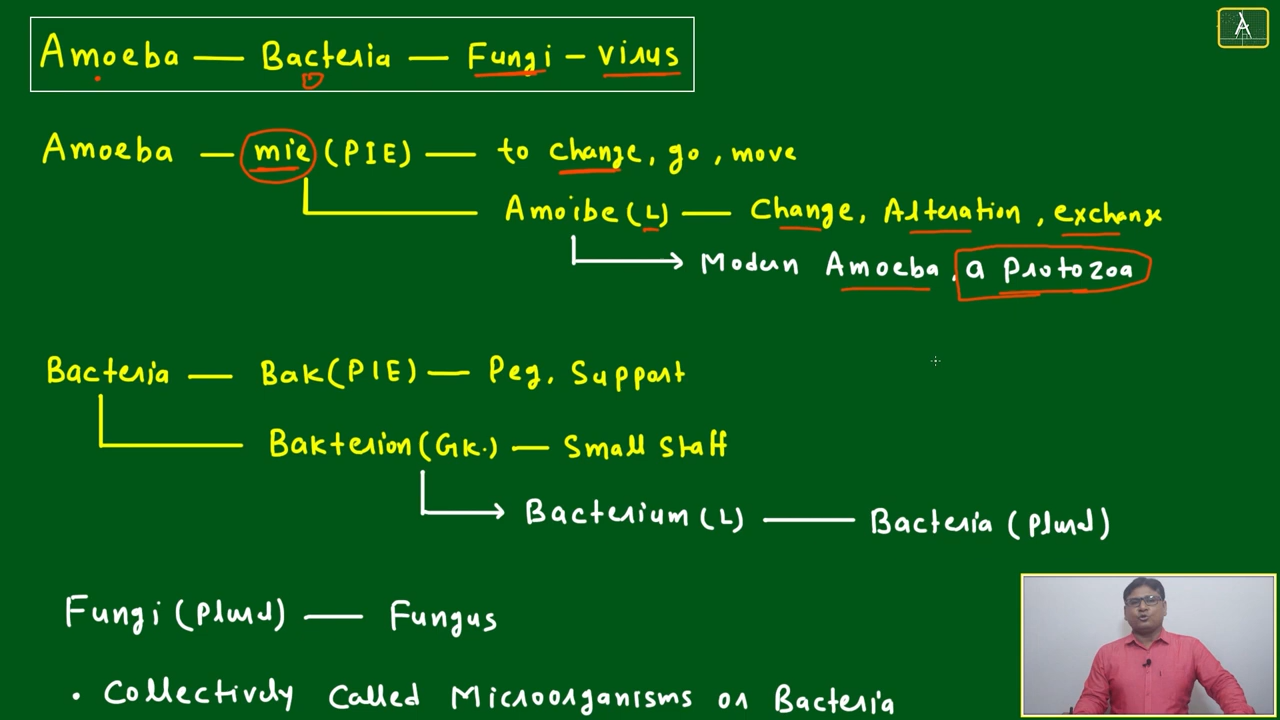 Amoeba — Bacteria — Fungi – Virus
Amoeba — mie (PIE) — to change, go, move
Amoibe (L) — Change, Alteration, exchange
Modern Amoeba, a Protozoa
Bacteria — Bak (PIE) — Peg, Support
Bakterion (Gk.) — Small Staff
Bacterium (L) — Bacteria (Plural)
Fungi (Plural) — Fungus
• Collectively Called Microorganisms or Bacteria
A